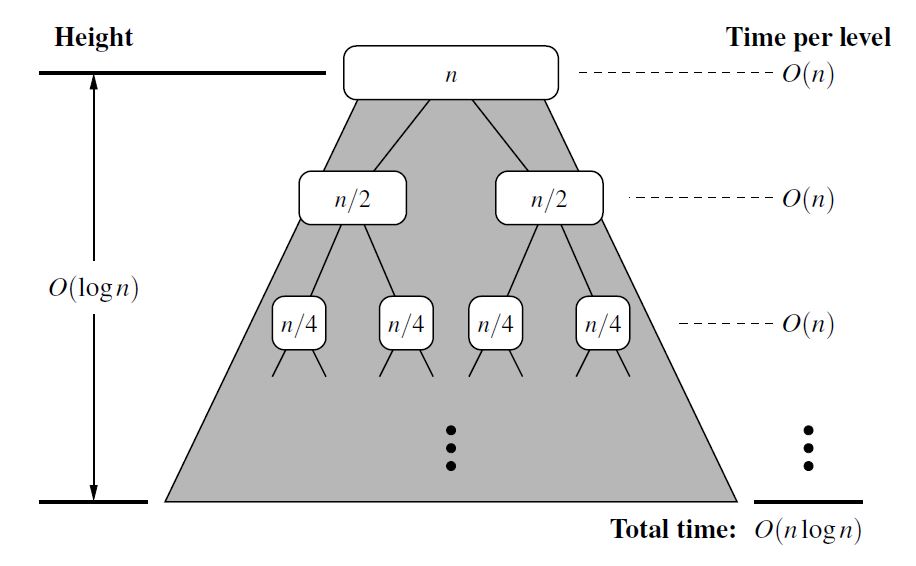 Height
Time per level
n
O(n)
n/2
n/2
O(n)
O(log n)
n/4
n/4
n/4
n/4
O(n)
Total time: O(n log n)